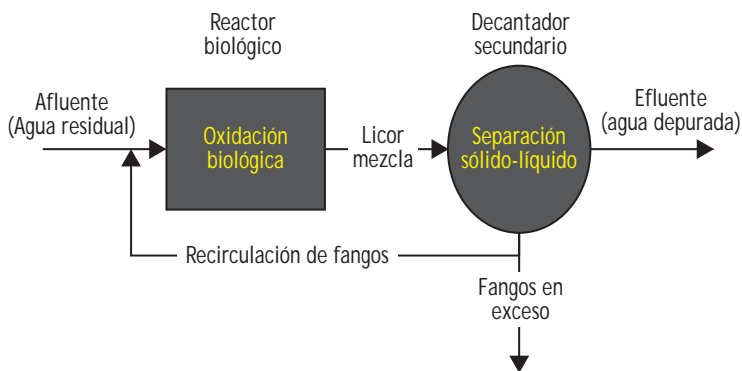 Reactor
biológico
Decantador
secundario
Afluente
(Agua residual)
Oxidación
biológica
Licor
mezcla
Separación
sólido-líquido
Efluente
(agua depurada)
Recirculación de fangos
Fangos en
exceso